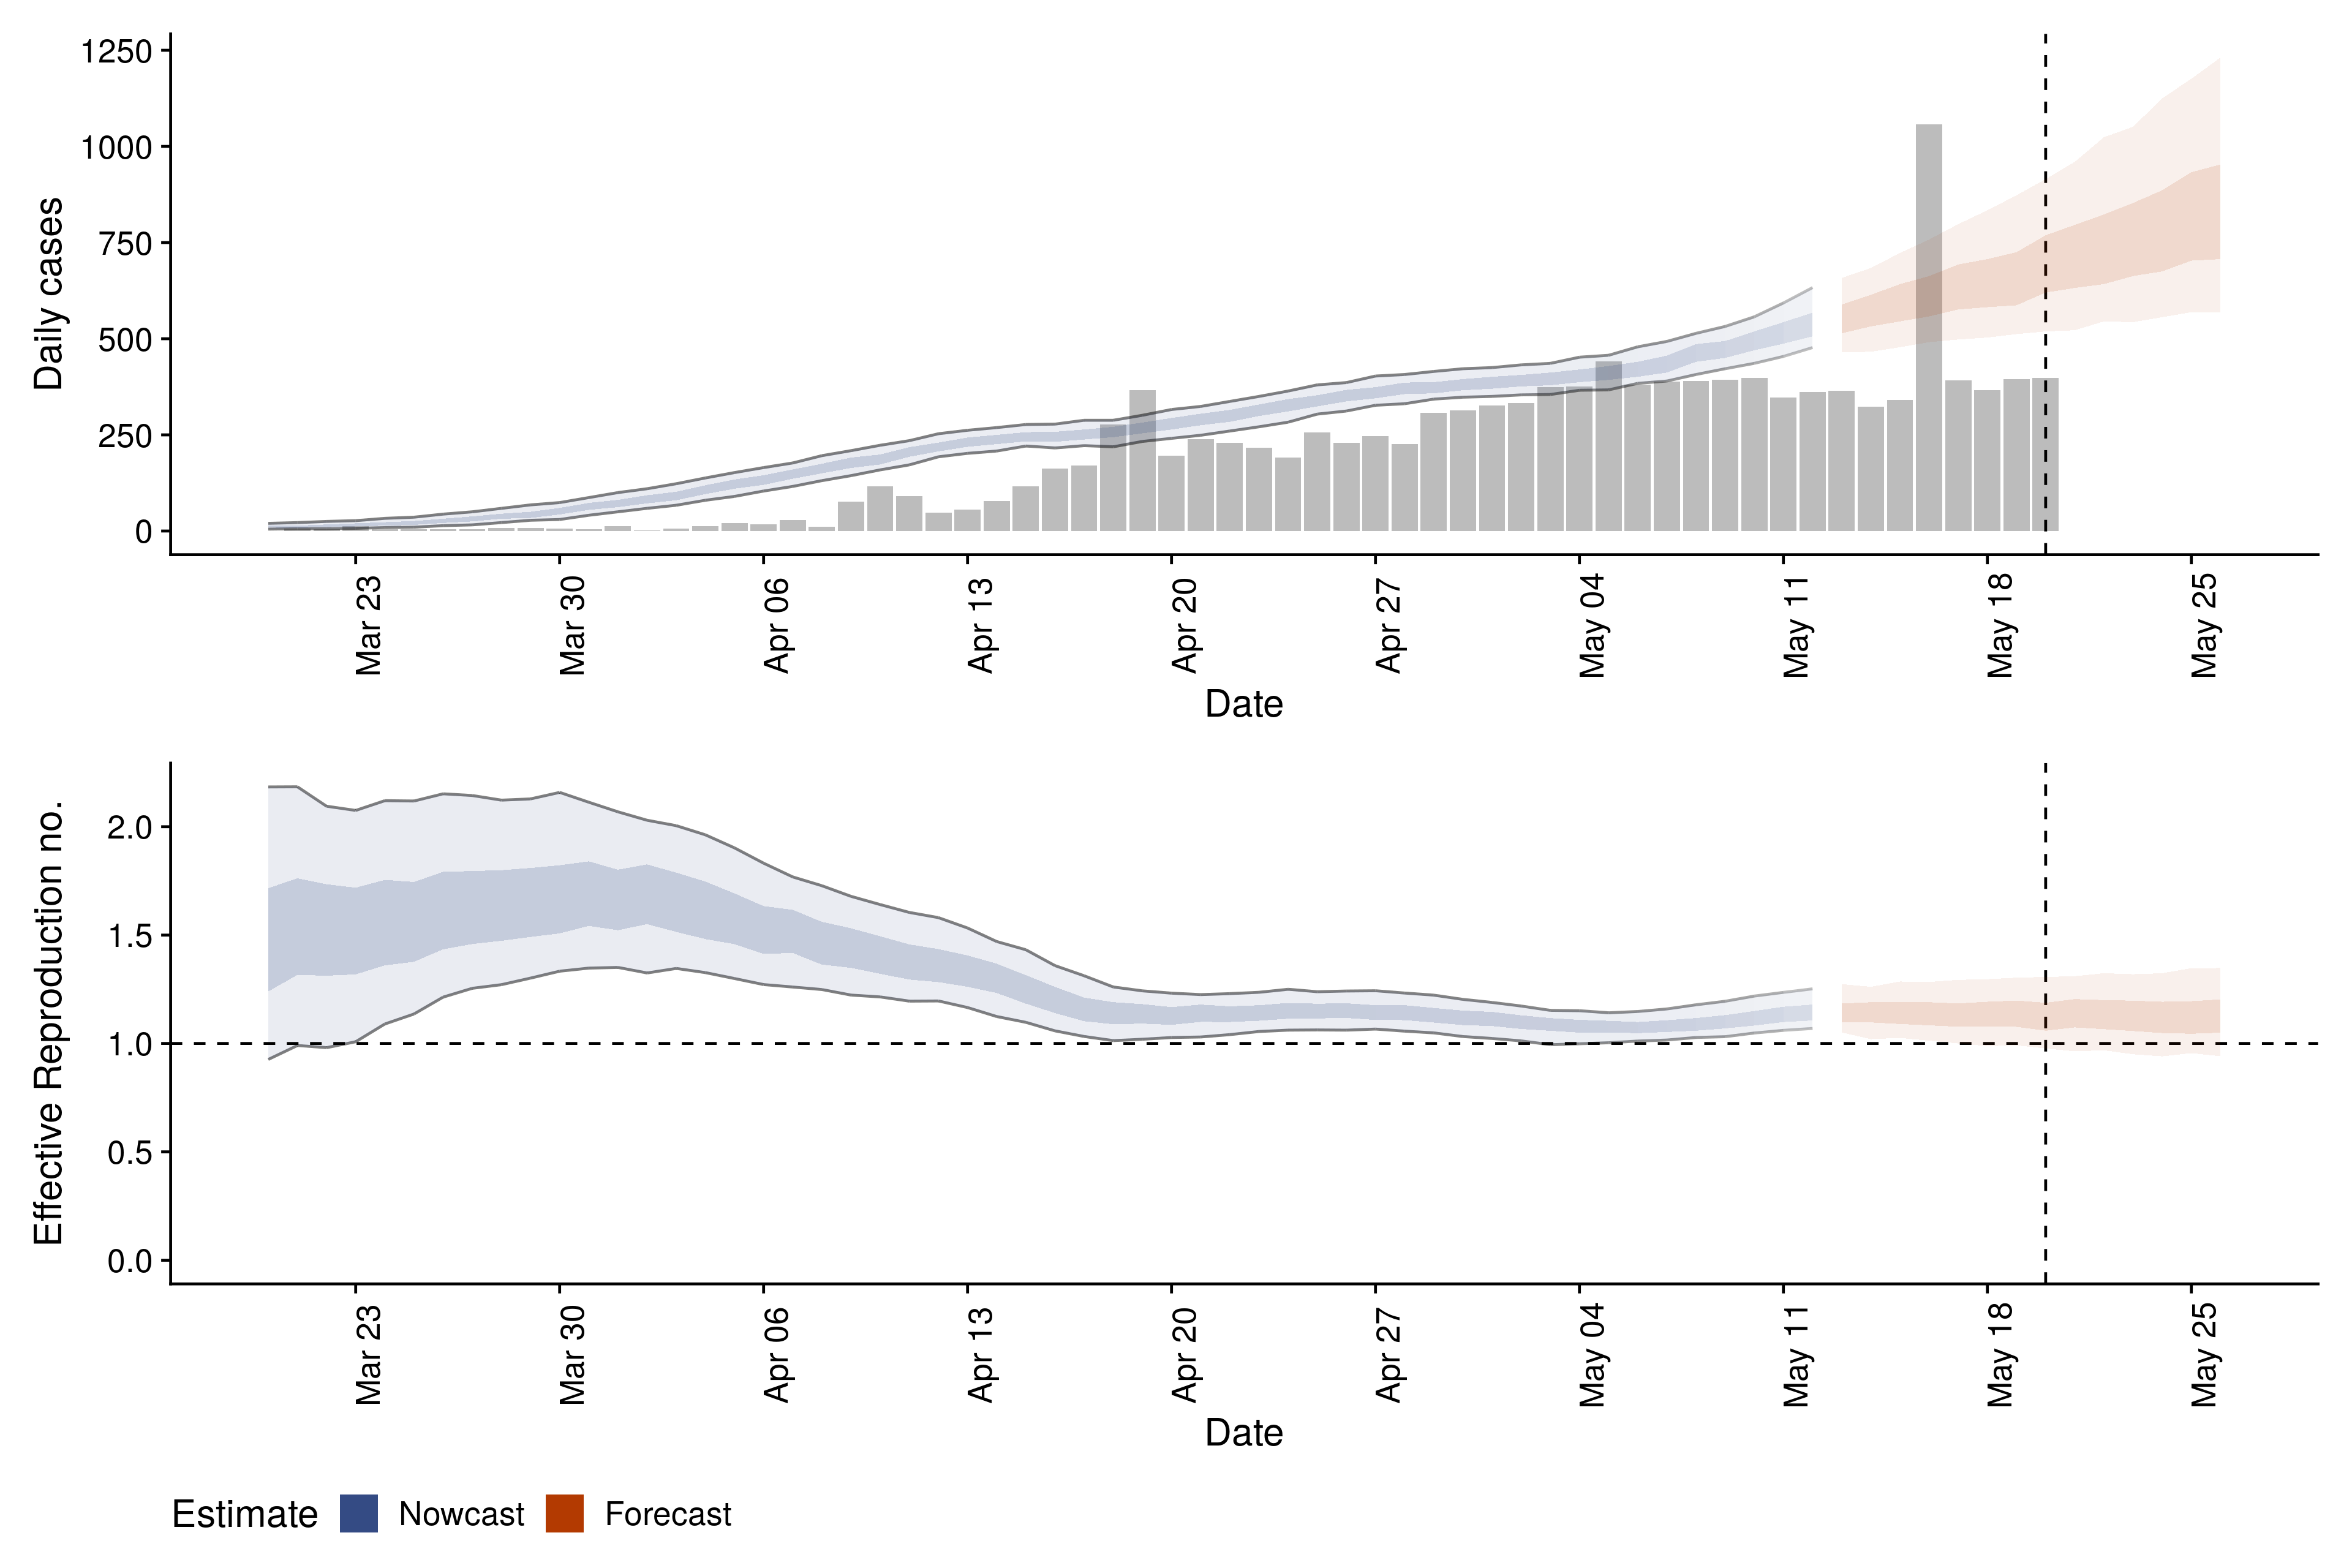 Daily cases
1250
1000
750
500
250
0
Mar 23
Mar 30
Apr 06
Apr 13
Apr 20
Apr 27
May 04
May 11
May 18
May 25
Date
Effective Reproduction no.
2.0
1.5
1.0
0.5
0.0
Mar 23
Mar 30
Apr 06
Apr 13
Apr 20
Apr 27
May 04
May 11
May 18
May 25
Date
Estimate Nowcast Forecast